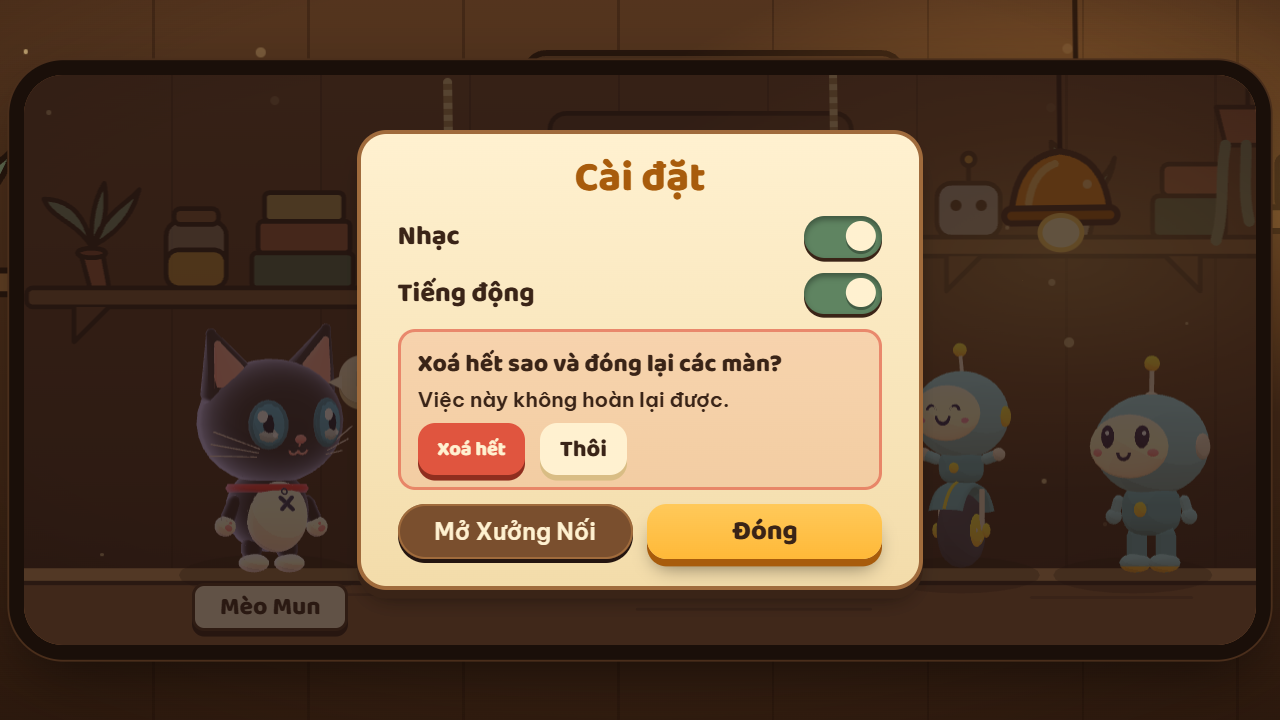 Cài đặt
Nhạc
Tiếng động
Xoá hết sao và đóng lại các màn?
Việc này không hoàn lại được.
Xoá hết
Thôi
Mở Xưởng Nối
Đóng
Mèo Mun